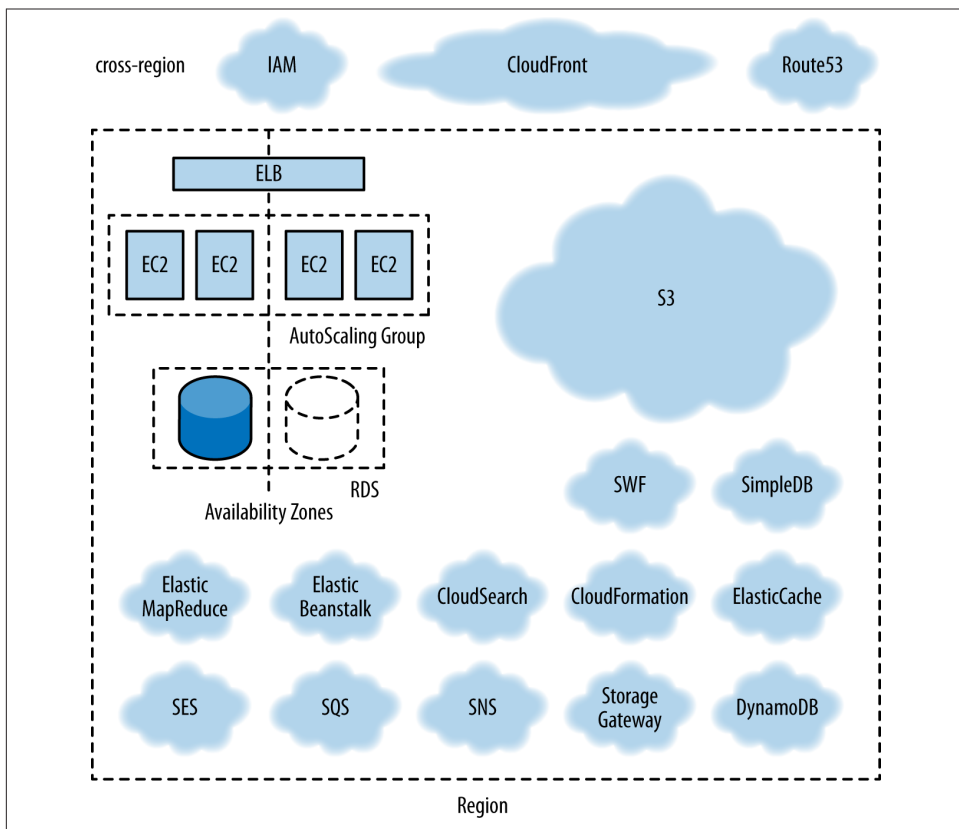 cross-region
IAM
CloudFront
Route53
ELB
EC2
EC2
EC2
EC2
AutoScaling Group
S3
RDS
Availability Zones
SWF
SimpleDB
Elastic
MapReduce
Elastic
Beanstalk
CloudSearch
CloudFormation
ElasticCache
SES
SQS
SNS
Storage
Gateway
DynamoDB
Region